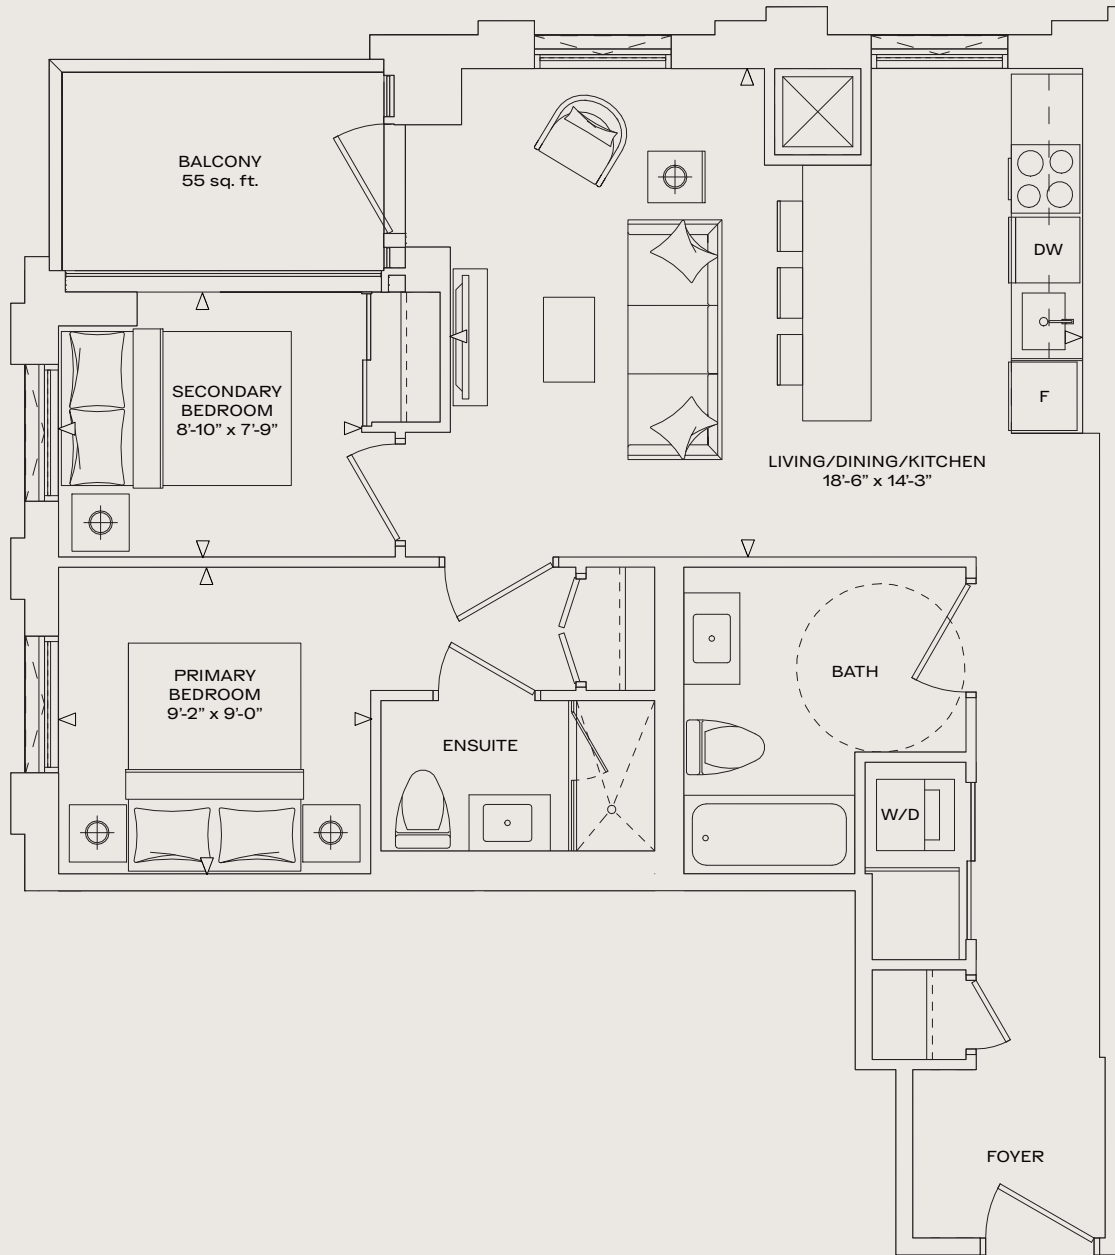 BALCONY
55 sq. ft.
DW
SECONDARY
BEDROOM
8'-10” x 7'-9”
F
LIVING/DINING/KITCHEN
18'-6” x 14'-3”
PRIMARY
BEDROOM
9'-2” x 9'-0”
BATH
ENSUITE
W/D
FOYER